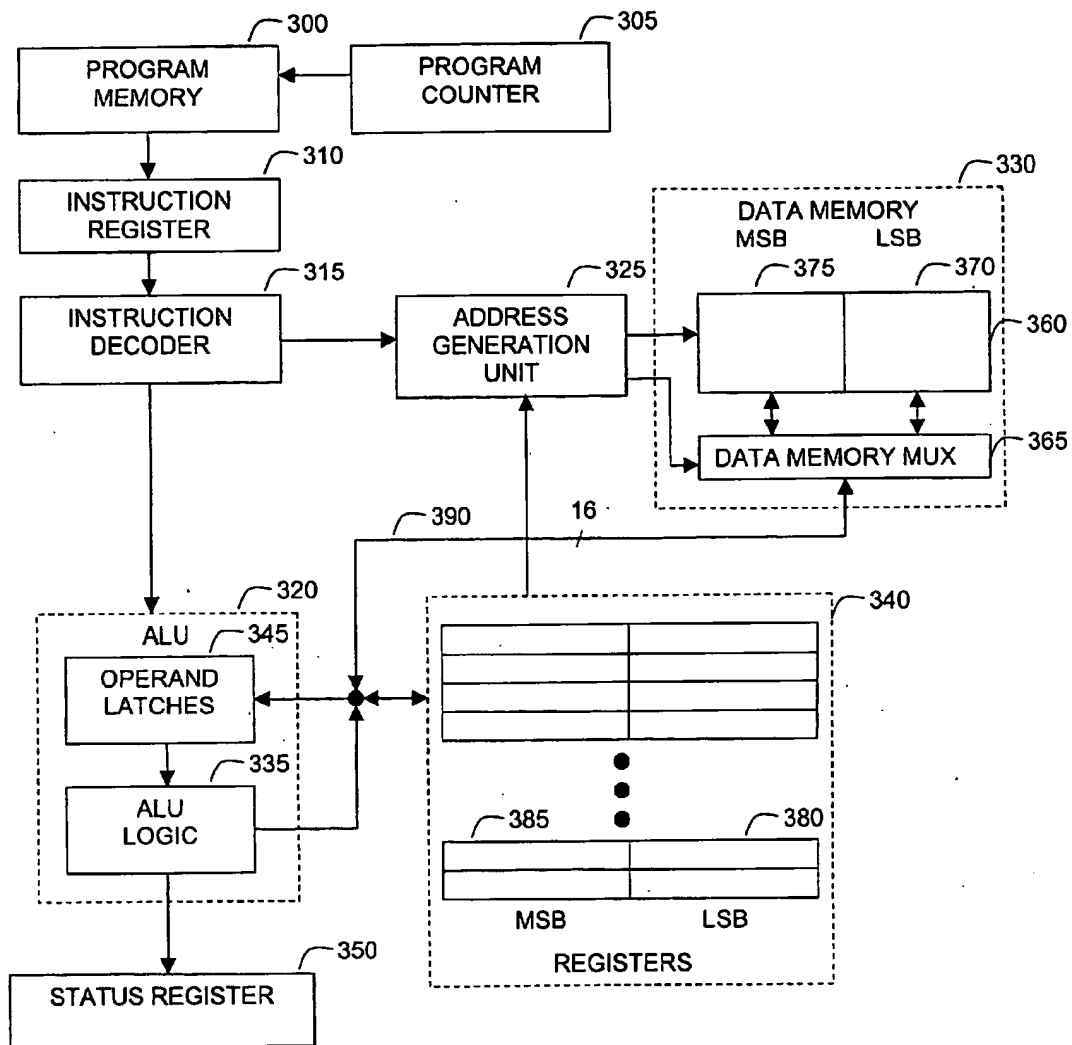 300
305
PROGRAM
MEMORY
PROGRAM
COUNTER
310
INSTRUCTION
REGISTER
330
DATA MEMORY
MSB
LSB
315
INSTRUCTION
DECODER
325
ADDRESS
GENERATION
UNIT
375
370
360
DATA MEMORY MUX
365
390
16
320
ALU
345
OPERAND
LATCHES
340
335
ALU
LOGIC
385
380
MSB
LSB
REGISTERS
350
STATUS REGISTER